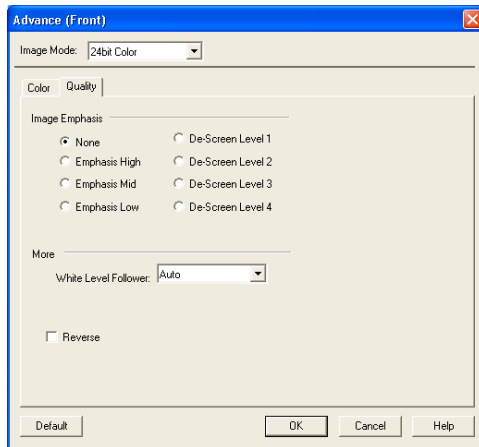 Advance (Front)
Image Mode: 24bit Color
Color Quality
Image Emphasis
None De-Screen Level 1
Emphasis High De-Screen Level 2
Emphasis Mid De-Screen Level 3
Emphasis Low De-Screen Level 4
More
White Level Follower: Auto
Reverse
Default OK Cancel Help